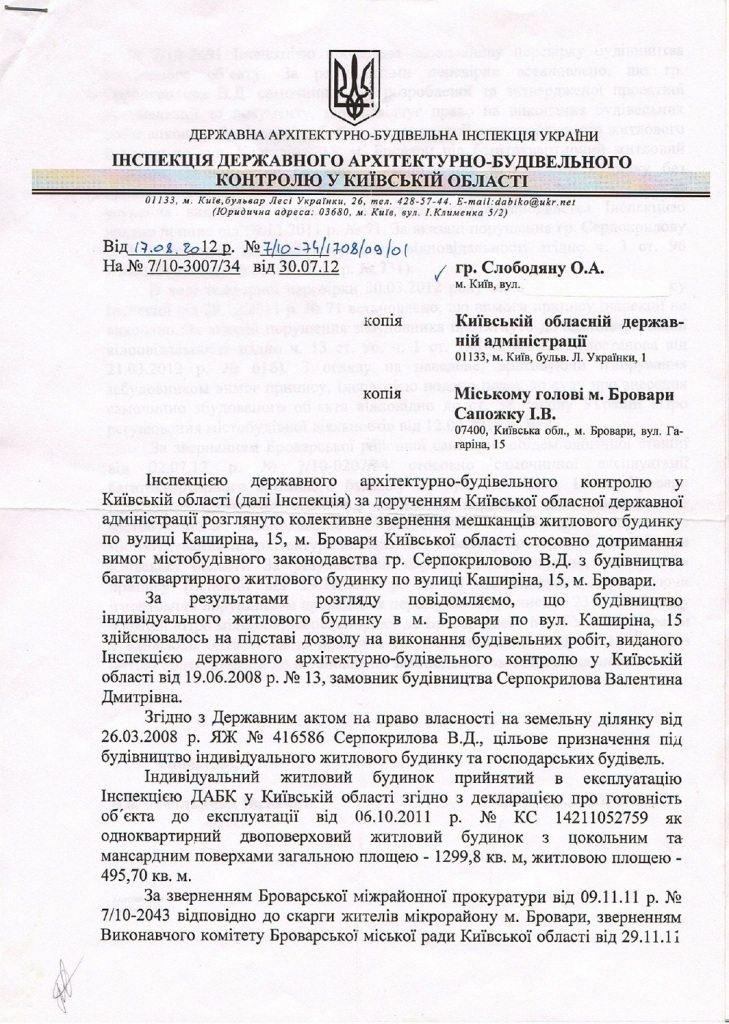 ДЕРЖАВНА АРХІТЕКТУРНО-БУДІВЕЛЬНА ІНСПЕКЦІЯ УКРАЇНИ
ІНСПЕКЦІЯ ДЕРЖАВНОГО АРХІТЕКТУРНО-БУДІВЕЛЬНОГО
КОНТРОЛЮ У КИЇВСЬКІЙ ОБЛАСТІ
01133, м. Київ, бульвар Лесі Українки, 26, тел. 428-57-44. E-mail:dabiko@ukr.net
(Юридична адреса: 03680, м. Київ, вул. І.Клименка 5/2)
Від 17.08.2012 р. № 7/10-74/1708/09/01
На № 7/10-3007/34 від 30.07.12
гр. Слободяну О.А.
м. Київ, вул.
копія
Київській обласній держав-
ній адміністрації
01133, м. Київ, бульв. Л. Українки, 1
копія
Міському голові м. Бровари
Сапожку І.В.
07400, Київська обл., м. Бровари, вул. Га-
гаріна, 15
Інспекцією державного архітектурно-будівельного контролю у
Київській області (далі Інспекція) за дорученням Київської обласної державної
адміністрації розглянуто колективне звернення мешканців житлового будинку
по вулиці Каширіна, 15, м. Бровари Київської області стосовно дотримання
вимог містобудівного законодавства гр. Серпокриловою В.Д. з будівництва
багатоквартирного житлового будинку по вулиці Каширіна, 15, м. Бровари.
За результатами розгляду повідомляємо, що будівництво
індивідуального житлового будинку в м. Бровари по вул. Каширіна, 15
здійснювалось на підставі дозволу на виконання будівельних робіт, виданого
Інспекцією державного архітектурно-будівельного контролю у Київській
області від 19.06.2008 р. № 13, замовник будівництва Серпокрилова Валентина
Дмитрівна.
Згідно з Державним актом на право власності на земельну ділянку від
26.03.2008 р. ЯЖ № 416586 Серпокрилова В.Д., цільове призначення під
будівництво індивідуального житлового будинку та господарських будівель.
Індивідуальний житловий будинок прийнятий в експлуатацію
Інспекцією ДАБК у Київській області згідно з декларацією про готовність
об´єкта до експлуатації від 06.10.2011 р. № КС 14211052759 як
одноквартирний двоповерховий житловий будинок з цокольним та
мансардним поверхами загальною площею - 1299,8 кв. м, житловою площею -
495,70 кв. м.
За зверненням Броварської міжрайонної прокуратури від 09.11.11 р. №
7/10-2043 відповідно до скарги жителів мікрорайону м. Бровари, зверненням
Виконавчого комітету Броварської міської ради Київської області від 29.11.11